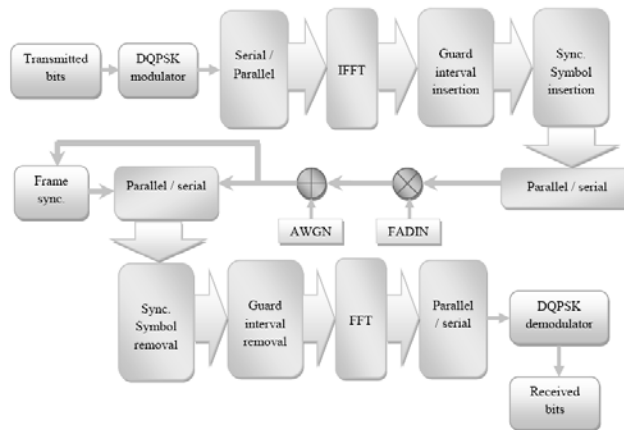 Transmitted
bits
DQPSK
modulator
Serial /
Parallel
IFFT
Guard
interval
insertion
Sync.
Symbol
insertion
Frame
sync.
Parallel / serial
AWGN
FADIN
Parallel / serial
Sync.
Symbol
removal
Guard
interval
removal
FFT
Parallel
/ serial
DQPSK
demodulator
Received
bits